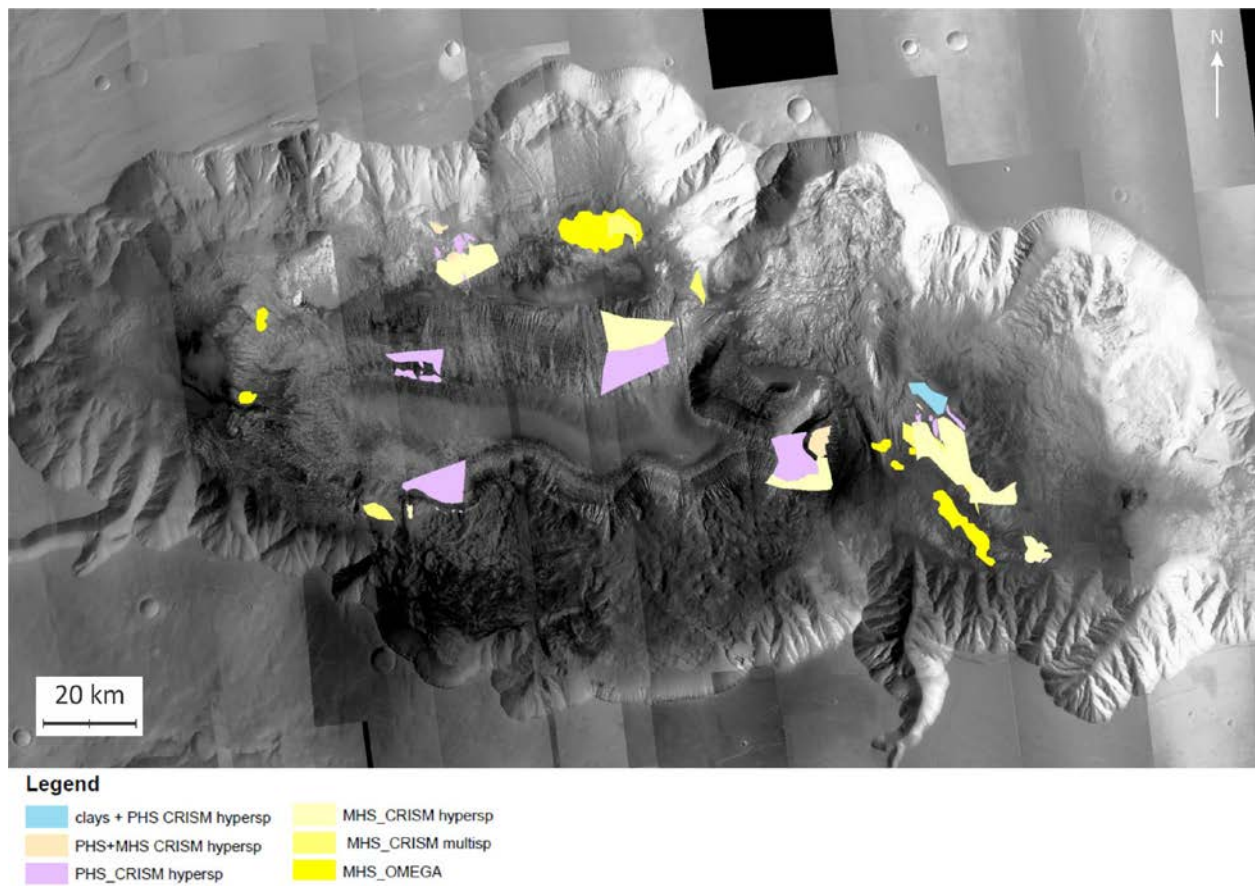 N
20 km
Legend
clays + PHS CRISM hypersp
PHS+MHS CRISM hypersp
PHS_CRISM hypersp
MHS_CRISM hypersp
MHS_CRISM multisp
MHS_OMEGA